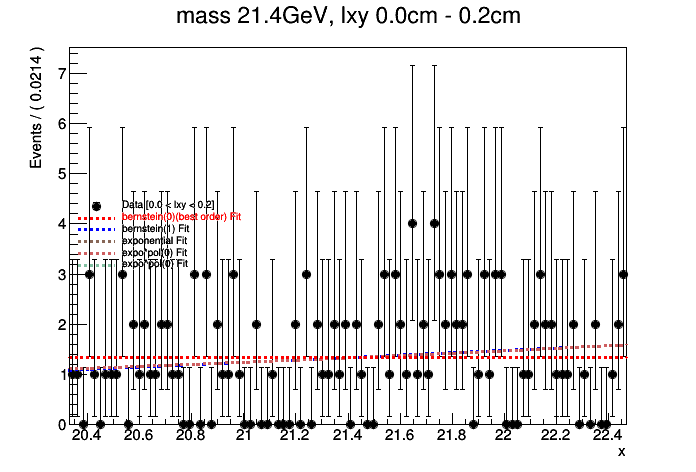 mass 21.4GeV, lxy 0.0cm - 0.2cm
Events / ( 0.0214 )
7
6
5
4
3
2
1
0
Data [0.0 < lxy < 0.2]
bernstein(0)(best order) Fit
bernstein(1) Fit
exponential Fit
expo*pol(0) Fit
expo*pol(0) Fit
20.4 20.6 20.8 21 21.2 21.4 21.6 21.8 22 22.2 22.4
x